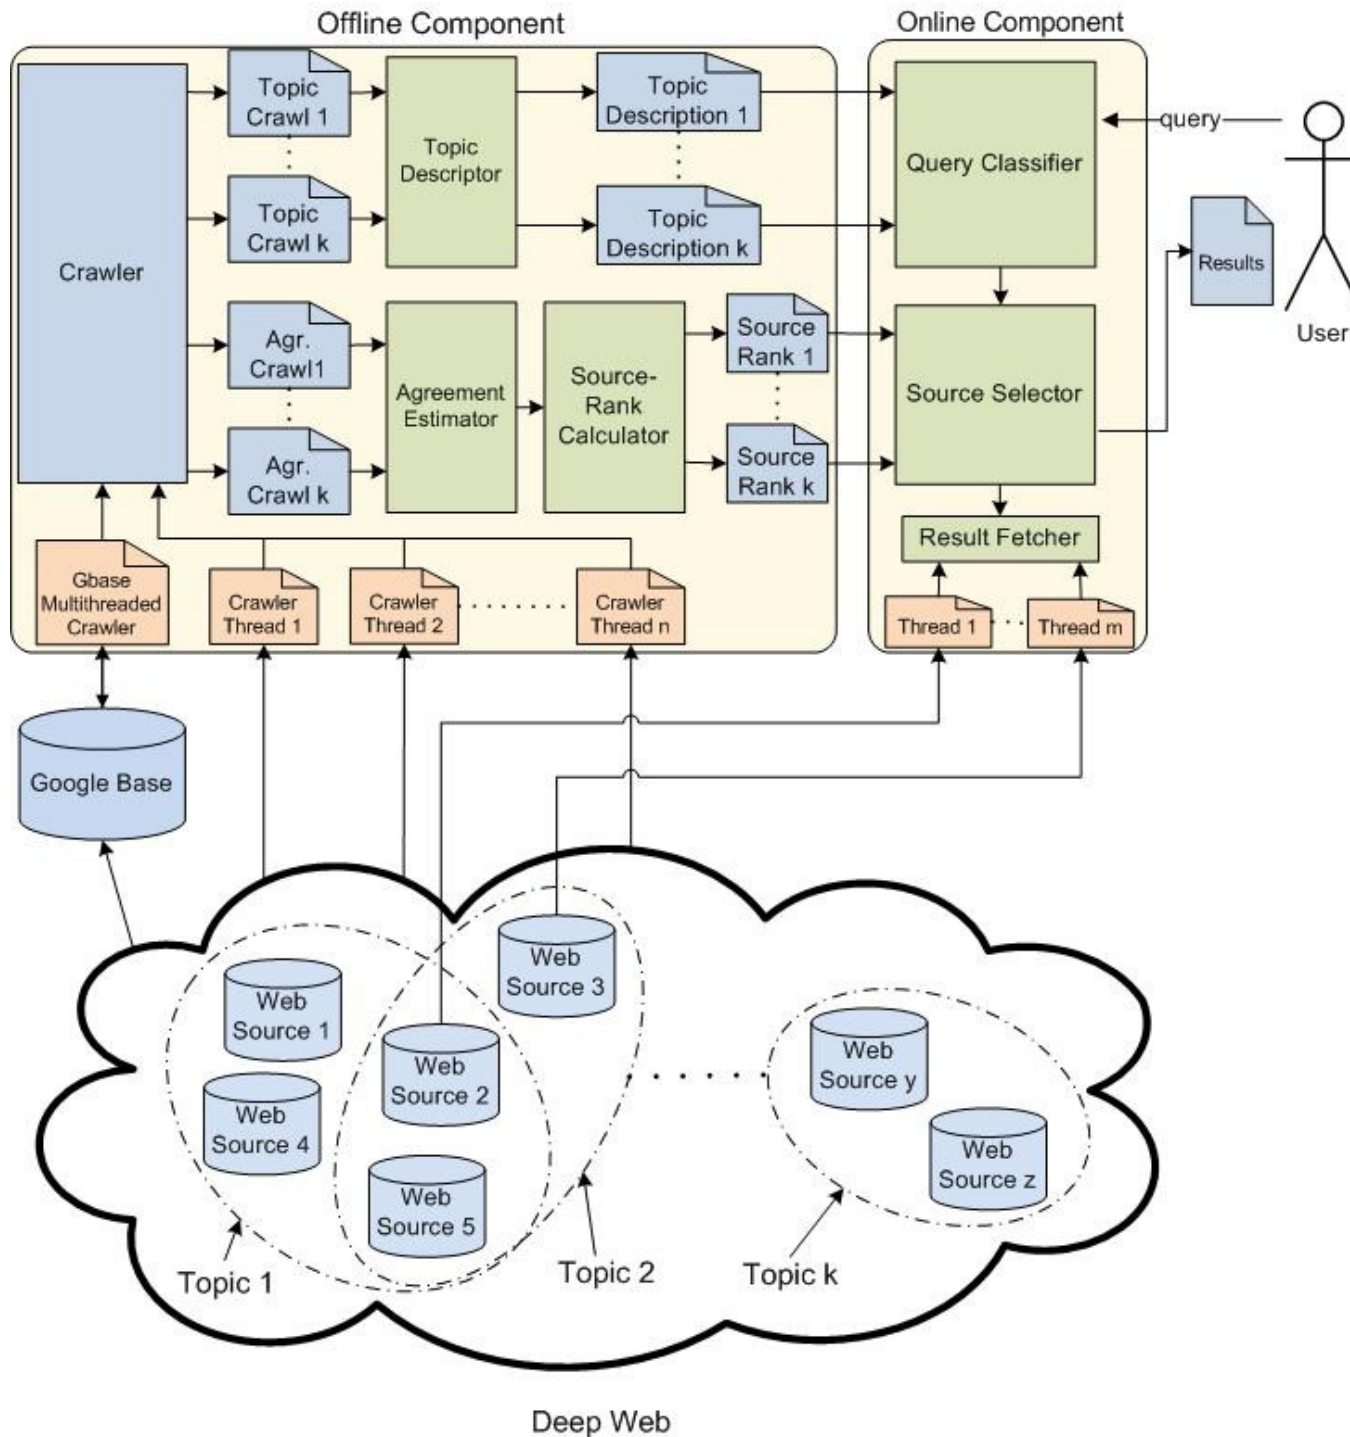 Offline Component
Online Component
Crawler
Topic
Crawl 1
Topic
Crawl k
Topic
Descriptor
Topic
Description 1
Topic
Description k
Agr.
Crawl1
Agr.
Crawl k
Agreement
Estimator
Source-
Rank
Calculator
Source
Rank 1
Source
Rank k
Query Classifier
query
Results
User
Source Selector
Result Fetcher
Gbase
Multithreaded
Crawler
Crawler
Thread 1
Crawler
Thread 2
Crawler
Thread n
Thread 1
Thread m
Google Base
Web
Source 3
Web
Source 1
Web
Source 2
Web
Source y
Web
Source 4
Web
Source z
Web
Source 5
Topic 1
Topic 2
Topic k
Deep Web